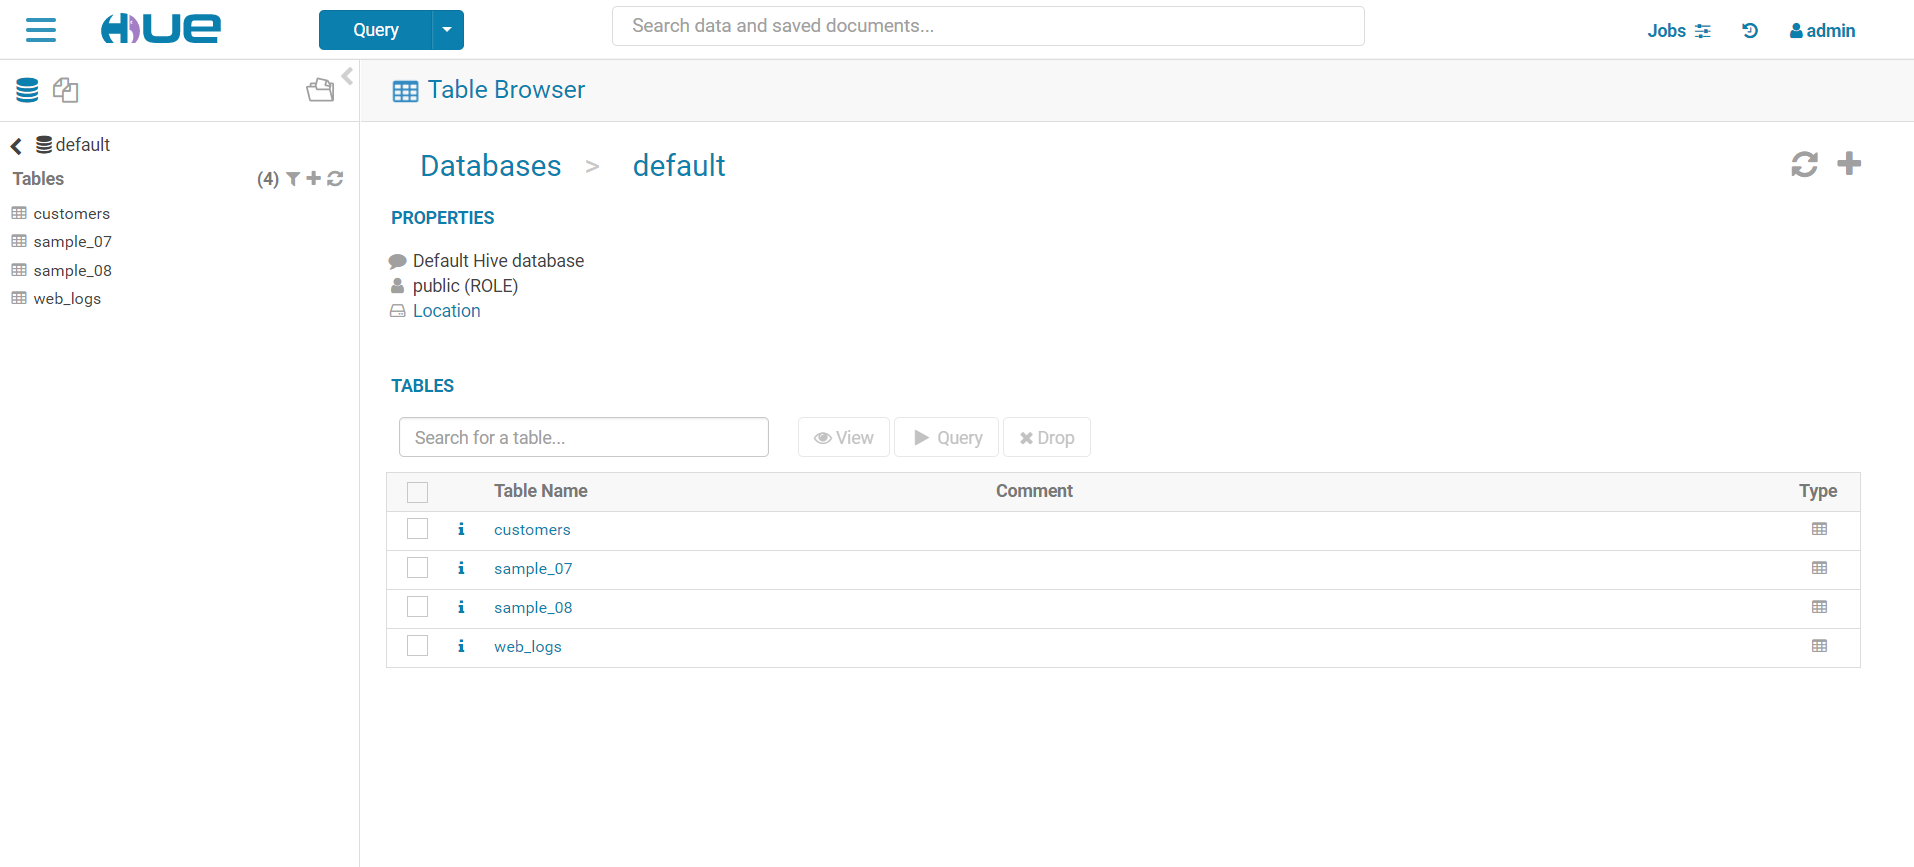 HUE
Query
Search data and saved documents...
Jobs
admin
Table Browser
default
Tables (4)
customers
sample_07
sample_08
web_logs
Databases > default
PROPERTIES
Default Hive database
public (ROLE)
Location
TABLES
Search for a table... View Query Drop
Table Name Comment Type
customers
sample_07
sample_08
web_logs